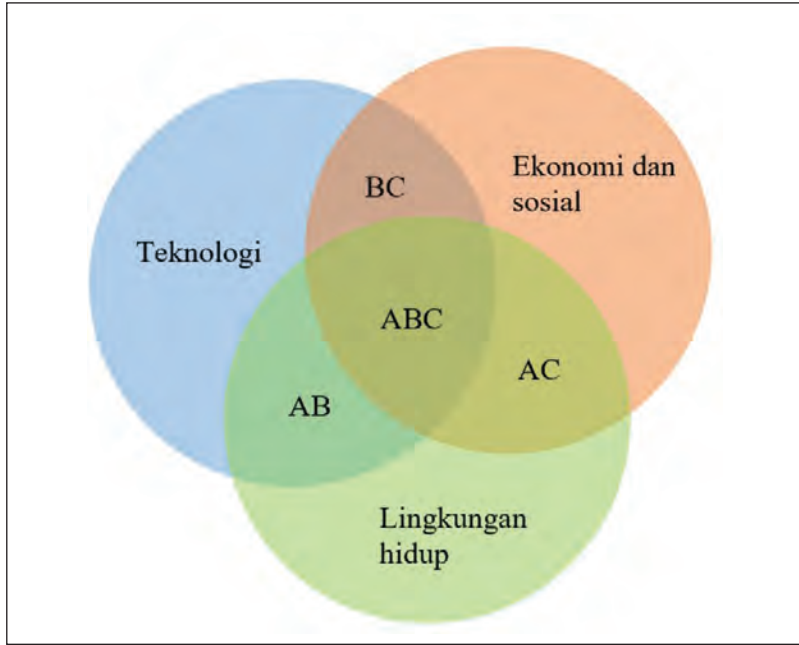 Ekonomi dan
sosial
BC
Teknologi
ABC
AC
AB
Lingkungan
hidup